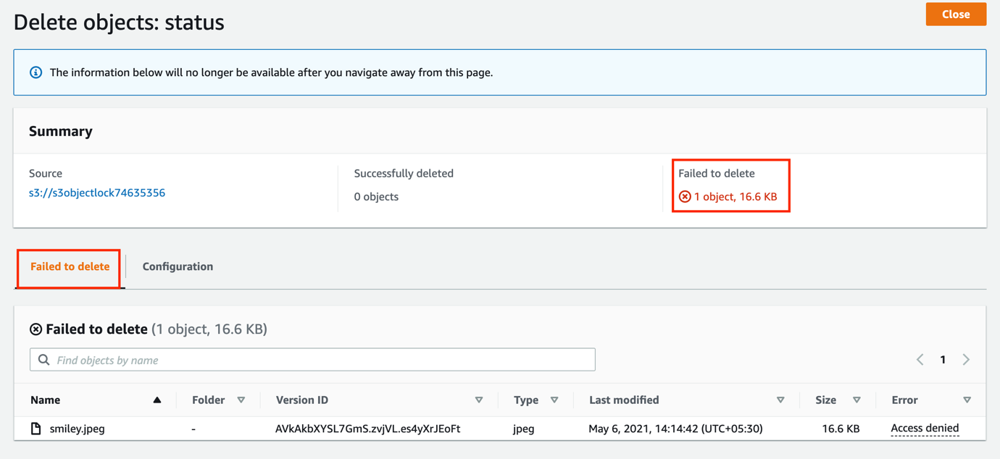 Delete objects: status
Close
The information below will no longer be available after you navigate away from this page.
Summary
Source
s3://s3objectlock74635356
Successfully deleted
0 objects
Failed to delete
1 object, 16.6 KB
Failed to delete
Configuration
Failed to delete (1 object, 16.6 KB)
Find objects by name
1
Name Folder Version ID Type Last modified Size Error
smiley.jpeg - AVkAkbXYSL7GmS.zvjVL.es4yXrJEoFt jpeg May 6, 2021, 14:14:42 (UTC+05:30) 16.6 KB Access denied